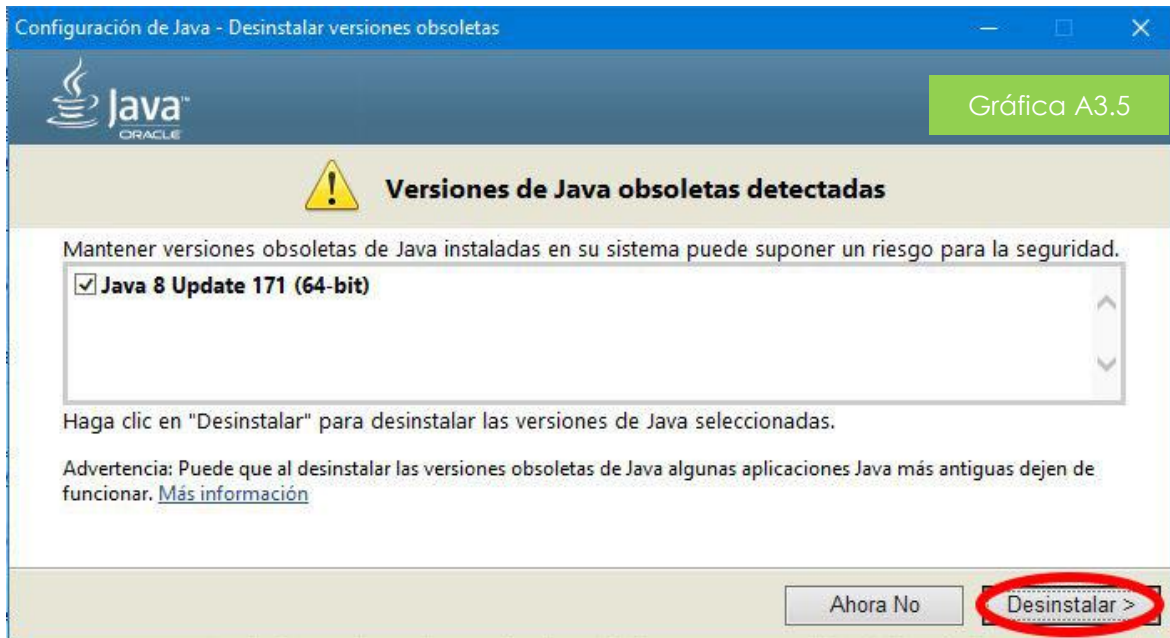 Configuración de Java - Desinstalar versiones obsoletas
Java™
ORACLE
Gráfica A3.5
Versiones de Java obsoletas detectadas
Mantener versiones obsoletas de Java instaladas en su sistema puede suponer un riesgo para la seguridad.
Java 8 Update 171 (64-bit)
Haga clic en "Desinstalar" para desinstalar las versiones de Java seleccionadas.
Advertencia: Puede que al desinstalar las versiones obsoletas de Java algunas aplicaciones Java más antiguas dejen de
funcionar. Más información
Ahora No
Desinstalar >